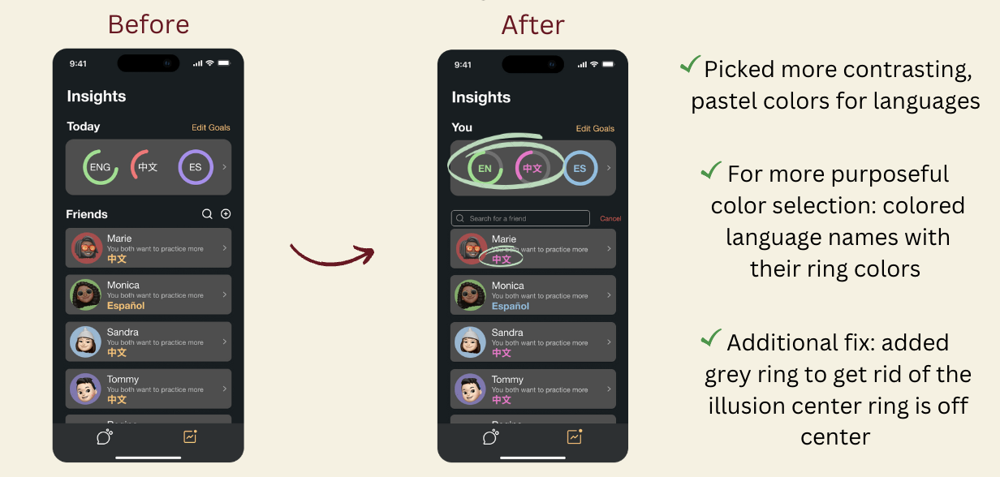 Before
9:41
Insights
Today
Edit Goals
ENG
中文
ES
Friends
Marie
You both want to practice more
中文
Monica
You both want to practice more
Español
Sandra
You both want to practice more
中文
Tommy
You both want to practice more
中文
After
9:41
Insights
You
Edit Goals
EN
中文
ES
Search for a friend
Cancel
Marie
You both want to practice more
中文
Monica
You both want to practice more
Español
Sandra
You both want to practice more
中文
Tommy
You both want to practice more
中文
Picked more contrasting,
pastel colors for languages
For more purposeful
color selection: colored
language names with
their ring colors
Additional fix: added
grey ring to get rid of the
illusion center ring is off
center